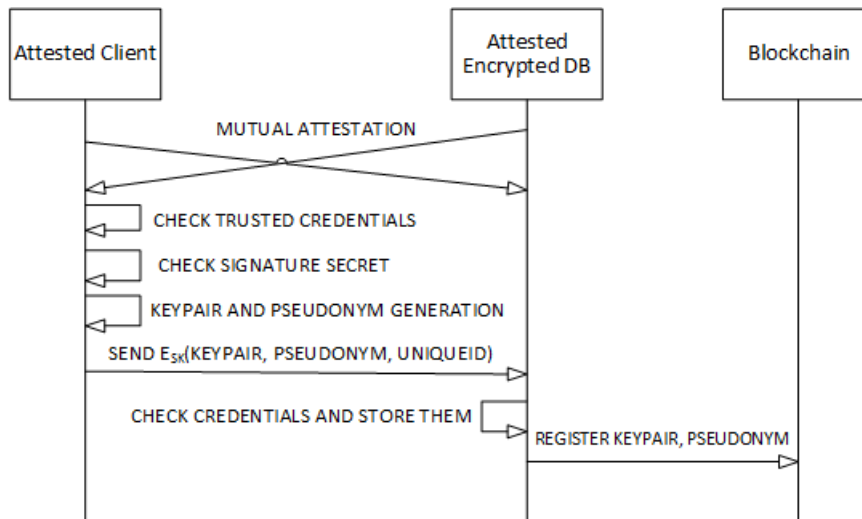 Attested Client
Attested
Encrypted DB
Blockchain
MUTUAL ATTESTATION
CHECK TRUSTED CREDENTIALS
CHECK SIGNATURE SECRET
KEYPAIR AND PSEUDONYM GENERATION
SEND E_SK(KEYPAIR, PSEUDONYM, UNIQUEID)
CHECK CREDENTIALS AND STORE THEM
REGISTER KEYPAIR, PSEUDONYM